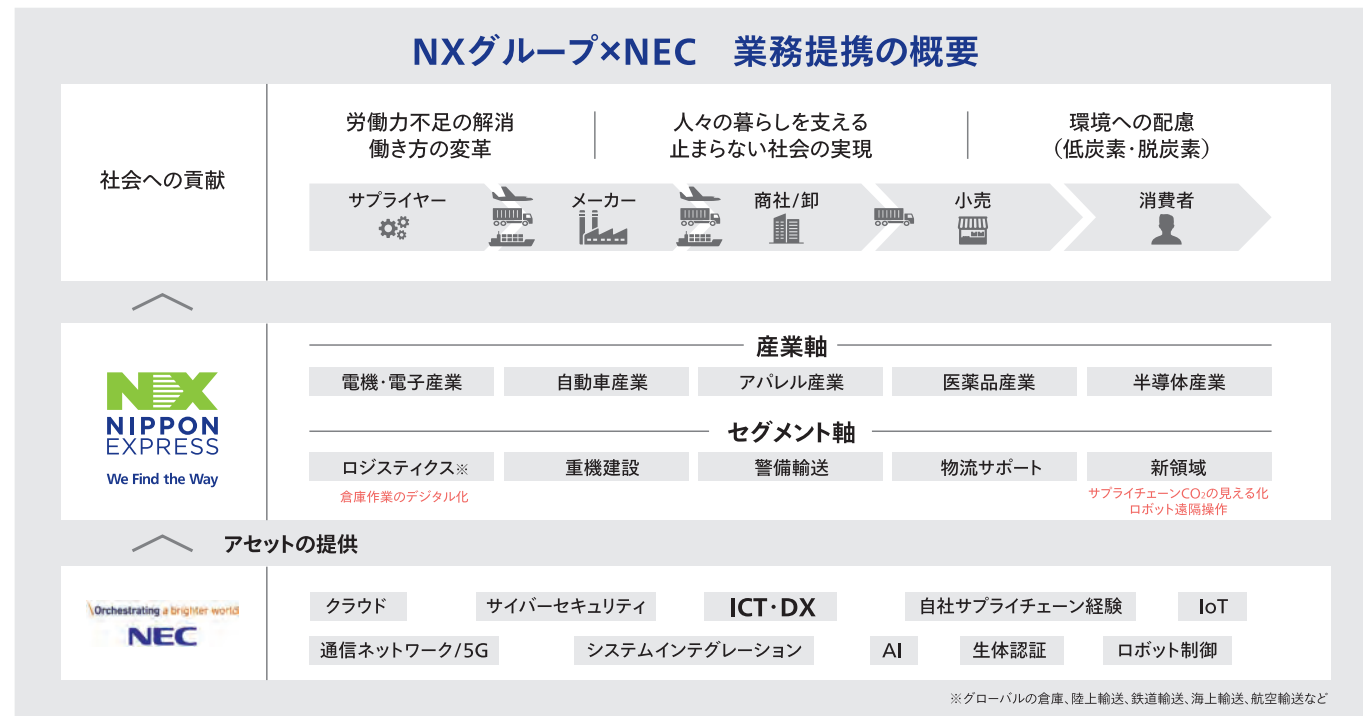 NXグループ×NEC　業務提携の概要
社会への貢献
労働力不足の解消
働き方の変革
人々の暮らしを支える
止まらない社会の実現
環境への配慮
（低炭素・脱炭素）
サプライヤー
メーカー
商社/卸
小売
消費者
NX
NIPPON
EXPRESS
We Find the Way
産業軸
電機・電子産業
自動車産業
アパレル産業
医薬品産業
半導体産業
セグメント軸
ロジスティクス※
重機建設
警備輸送
物流サポート
新領域
倉庫作業のデジタル化
サプライチェーンCO₂の見える化
ロボット遠隔操作
アセットの提供
\Orchestrating a brighter world
NEC
クラウド
サイバーセキュリティ
ICT・DX
自社サプライチェーン経験
IoT
通信ネットワーク/5G
システムインテグレーション
AI
生体認証
ロボット制御
※グローバルの倉庫、陸上輸送、鉄道輸送、海上輸送、航空輸送など